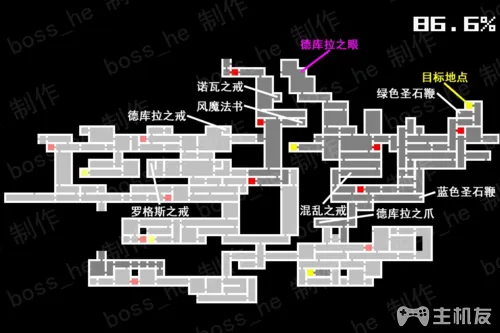 86.6%
德库拉之眼
目标地点
诺瓦之戒
绿色圣石鞭
风魔法书
德库拉之戒
罗格斯之戒
混乱之戒
蓝色圣石鞭
德库拉之爪
boss_he 制作
boss_he 制作
boss_he 制作
boss_he 制作
主机友